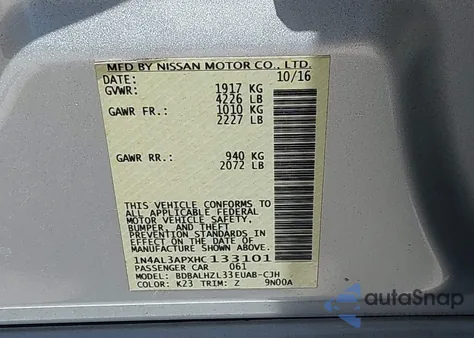 MFD BY NISSAN MOTOR CO., LTD.
DATE: 10/16
GVWR: 1917 KG
4226 LB
GAWR FR.: 1010 KG
2227 LB
GAWR RR.: 940 KG
2072 LB
THIS VEHICLE CONFORMS TO
ALL APPLICABLE FEDERAL
MOTOR VEHICLE SAFETY,
BUMPER, AND THEFT
PREVENTION STANDARDS IN
EFFECT ON THE DATE OF
MANUFACTURE SHOWN ABOVE.
1N4AL3APXHC133101
PASSENGER CAR 061
MODEL: BDBALHZL33EUAB-CJH
COLOR: K23 TRIM: Z 9N00A
autoSnap